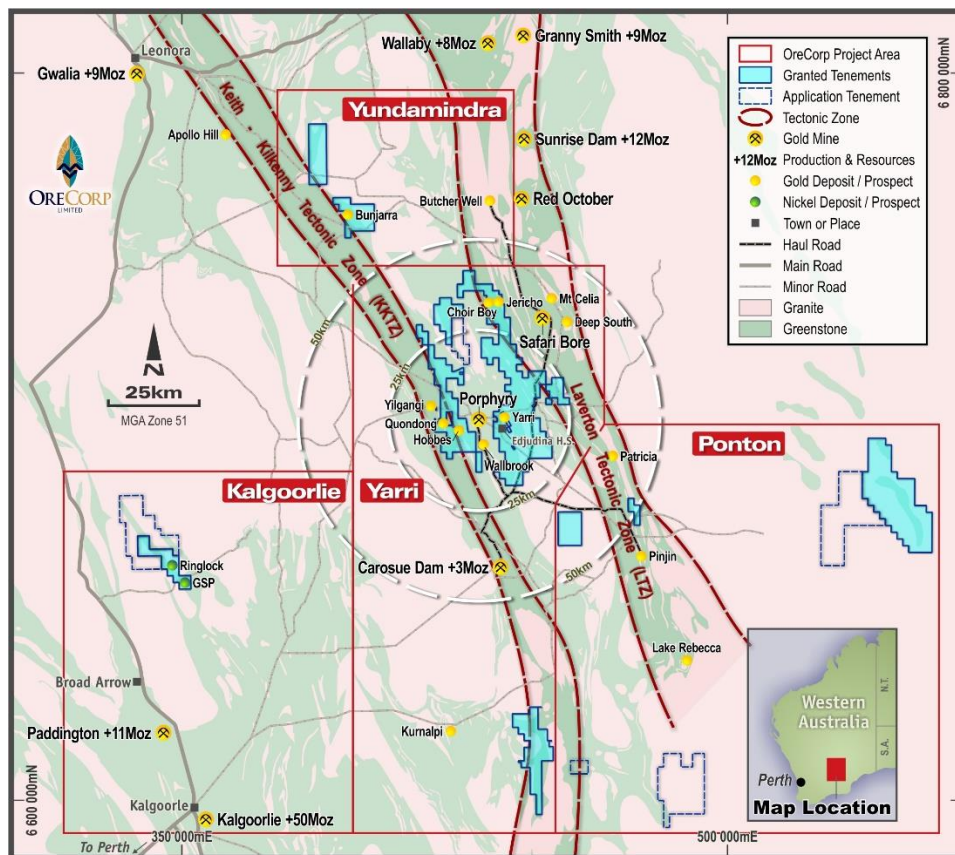 Leonora
Gwalia +9Moz
Wallaby +8Moz
Granny Smith +9Moz
Yundamindra
Keith - Kilkenny Tectonic Zone (KKTZ)
Apollo Hill
Sunrise Dam +12Moz
ORECORP
LIMITED
Butcher Well
Red October
Bunjarra
Jericho
Mt Celia
Choir Boy
Deep South
Safari Bore
50km
25km
25km
MGA Zone 51
Yilgangi
Porphyry
Yarri
Quondong
Hobbes
Edjudina H.S.
Wallbrook
Laverton Tectonic Zone (LTZ)
Patricia
Ponton
Kalgoorlie
Yarri
25km
Ringlock
GSP
Carosue Dam +3Moz
50km
Pinjin
Lake Rebecca
Broad Arrow
Paddington +11Moz
Kurnalpi
Kalgoorle
Kalgoorlie +50Moz
To Perth
350 000mE
500 000mE
6 600 000mN
6 800 000mN
OreCorp Project Area
Granted Tenements
Application Tenement
Tectonic Zone
Gold Mine
+12Moz Production & Resources
Gold Deposit / Prospect
Nickel Deposit / Prospect
Town or Place
Haul Road
Main Road
Minor Road
Granite
Greenstone
Western
Australia
N.T.
S.A.
Perth
Map Location